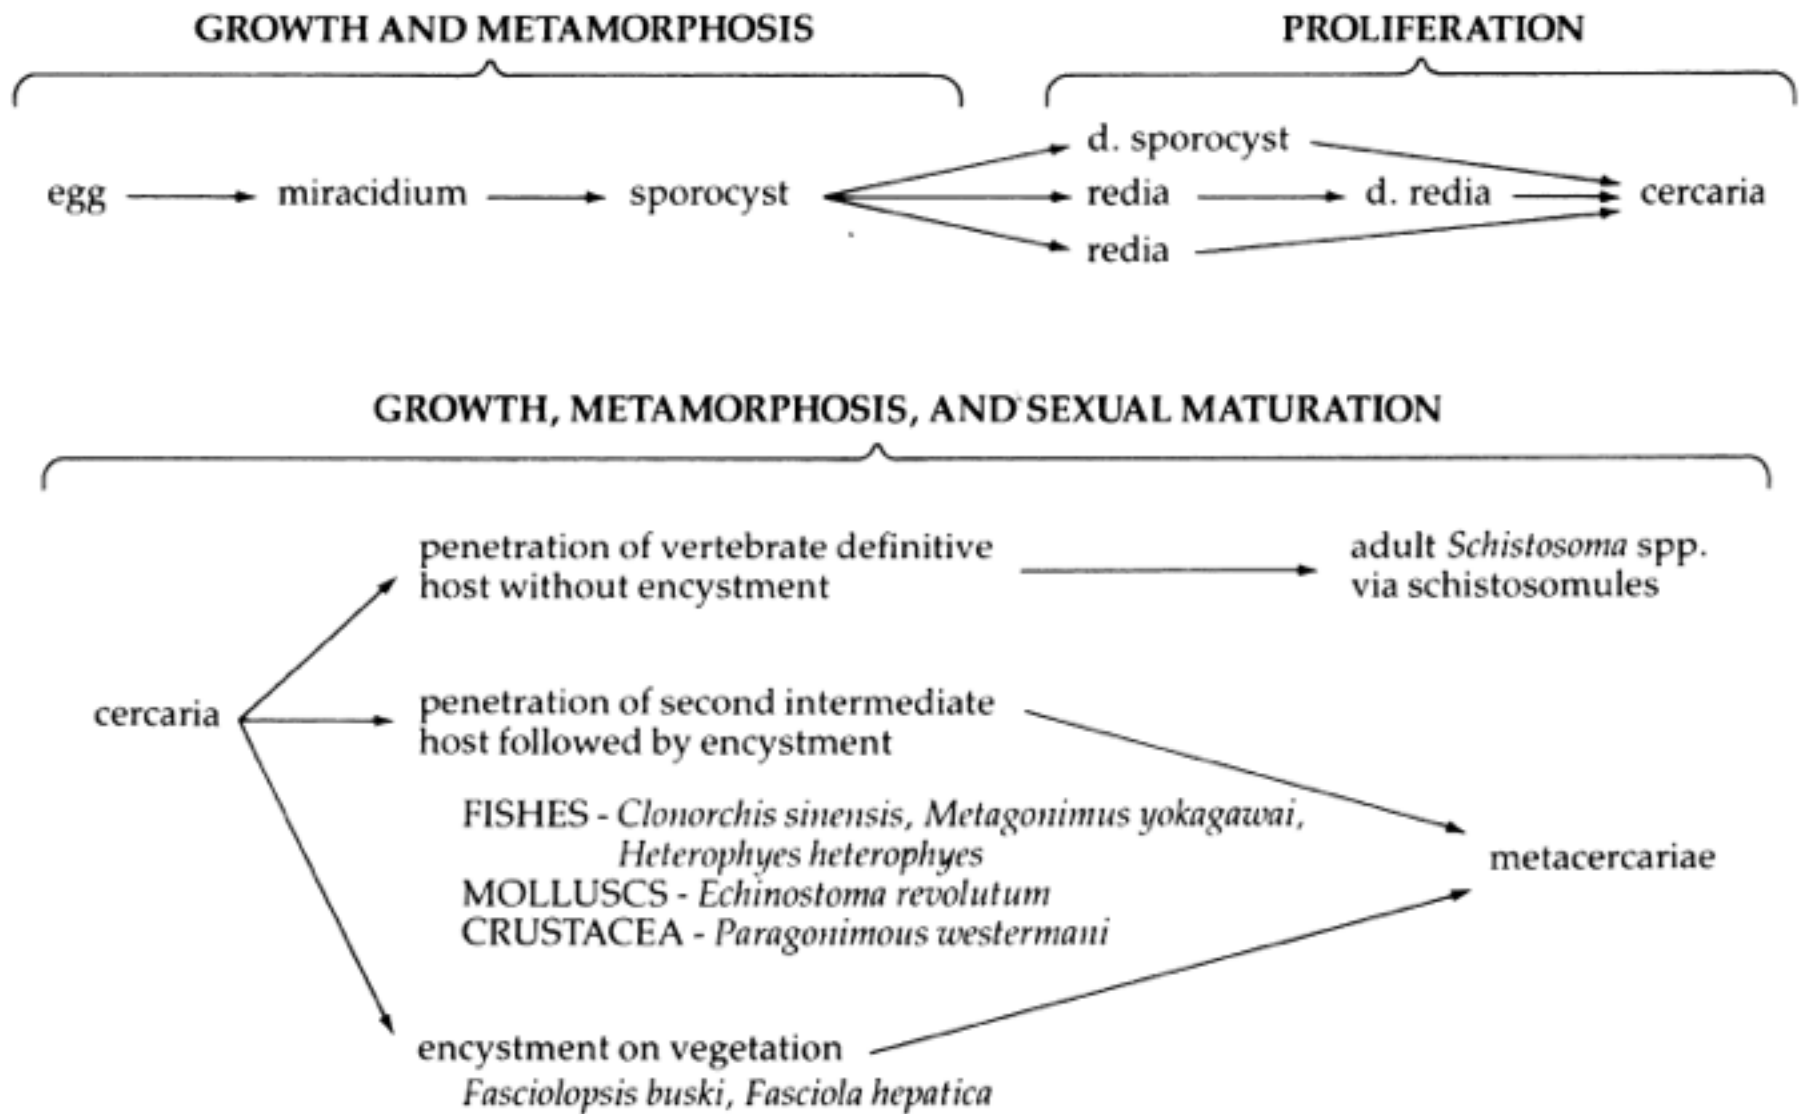 GROWTH AND METAMORPHOSIS
PROLIFERATION
egg
miracidium
sporocyst
d. sporocyst
redia
d. redia
redia
cercaria
GROWTH, METAMORPHOSIS, AND SEXUAL MATURATION
cercaria
penetration of vertebrate definitive
host without encystment
adult Schistosoma spp.
via schistosomules
penetration of second intermediate
host followed by encystment
FISHES - Clonorchis sinensis, Metagonimus yokagawai,
Heterophyes heterophyes
MOLLUSCS - Echinostoma revolutum
CRUSTACEA - Paragonimous westermani
metacercariae
encystment on vegetation
Fasciolopsis buski, Fasciola hepatica